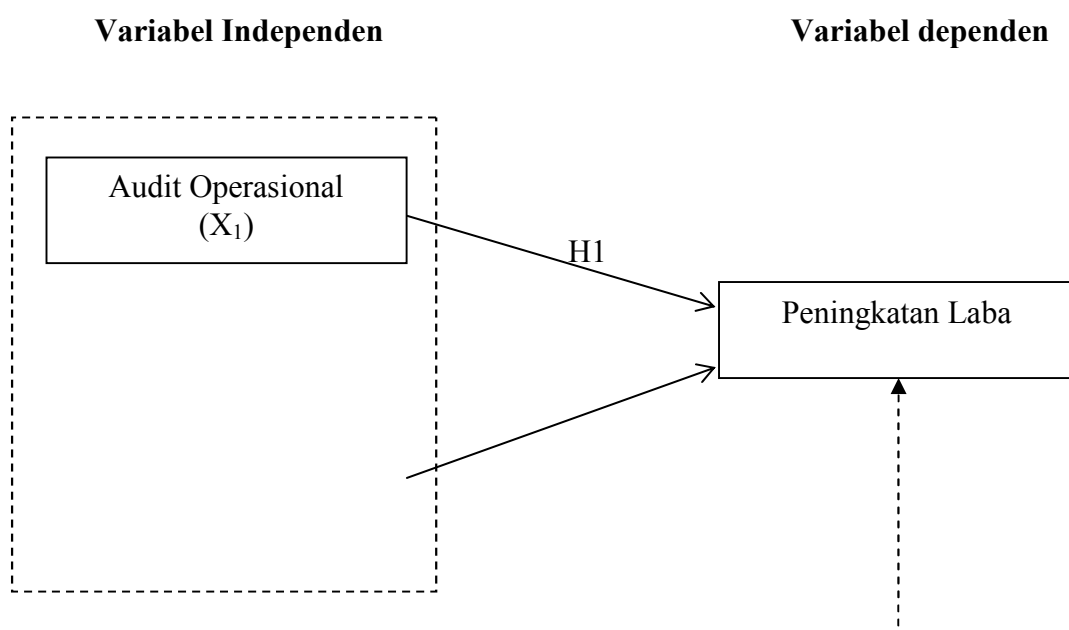 Variabel Independen
Variabel dependen
Audit Operasional
(X₁)
H1
Peningkatan Laba